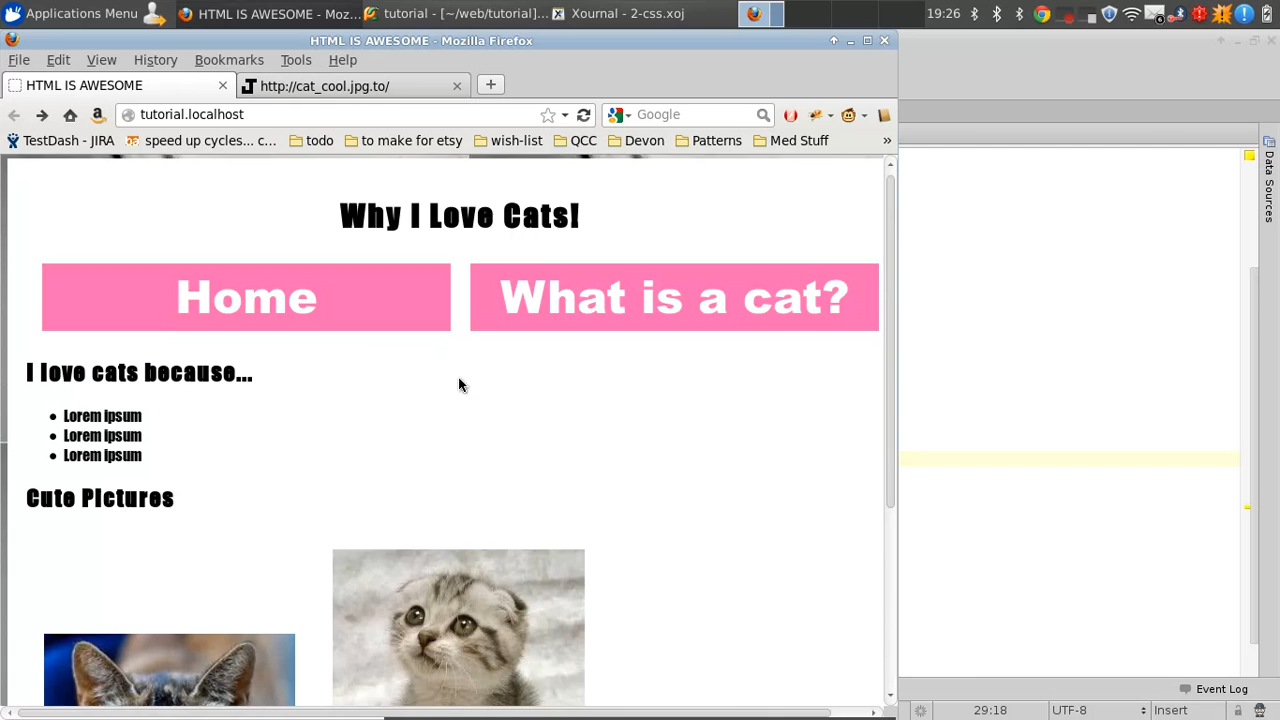 Applications Menu HTML IS AWESOME - Moz... tutorial - [~/web/tutorial]... Xournal - 2-css.xoj 19:26
HTML IS AWESOME - Mozilla Firefox
File Edit View History Bookmarks Tools Help
HTML IS AWESOME http://cat_cool.jpg.to/
tutorial.localhost Google
TestDash - JIRA speed up cycles... c... todo to make for etsy wish-list QCC Devon Patterns Med Stuff »
Data Sources
Why I Love Cats!
Home What is a cat?
I love cats because...
Lorem ipsum
Lorem ipsum
Lorem ipsum
Cute Pictures
Event Log
29:18 UTF-8 Insert